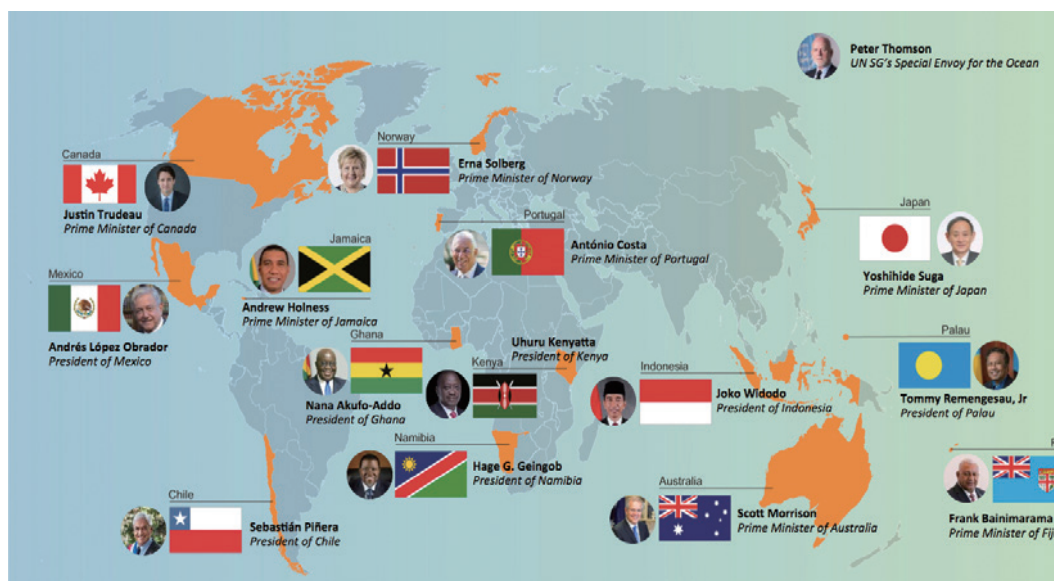 Peter Thomson
UN SG's Special Envoy for the Ocean
Norway
Erna Solberg
Prime Minister of Norway
Canada
Justin Trudeau
Prime Minister of Canada
Portugal
António Costa
Prime Minister of Portugal
Japan
Yoshihide Suga
Prime Minister of Japan
Jamaica
Andrew Holness
Prime Minister of Jamaica
Mexico
Andrés López Obrador
President of Mexico
Ghana
Nana Akufo-Addo
President of Ghana
Uhuru Kenyatta
President of Kenya
Kenya
Indonesia
Joko Widodo
President of Indonesia
Palau
Tommy Remengesau, Jr
President of Palau
Namibia
Hage G. Geingob
President of Namibia
Chile
Sebastián Piñera
President of Chile
Australia
Scott Morrison
Prime Minister of Australia
F
Frank Bainimarama
Prime Minister of Fij